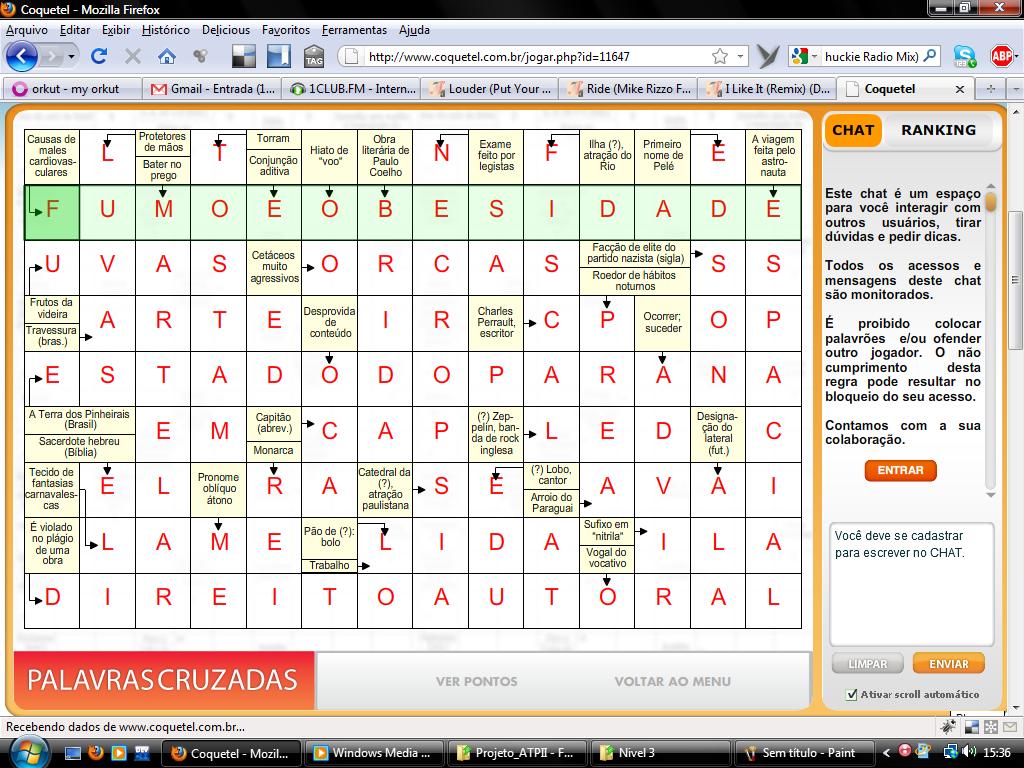 Coquetel - Mozilla Firefox
Arquivo Editar Exibir Histórico Delicious Favoritos Ferramentas Ajuda
TAG http://www.coquetel.com.br/jogar.php?id=11647 huckie Radio Mix) ABP
orkut - my orkut Gmail - Entrada (1... 1CLUB.FM - Intern... Louder (Put Your ... Ride (Mike Rizzo F... I Like It (Remix) (D... Coquetel
Causas de males cardiovas-culares L Protetores de mãos Bater no prego T Torram Conjunção aditiva Hiato de "voo" Obra literária de Paulo Coelho N Exame feito por legistas F Ilha (?), atração do Rio Primeiro nome de Pelé E A viagem feita pelo astro-nauta
F U M O E O B E S I D A D E
U V A S Cetáceos muito agressivos O R C A S Facção de elite do partido nazista (sigla) Roedor de hábitos noturnos S S
Frutos da videira Travessura (bras.) A R T E Desprovida de conteúdo I R Charles Perrault, escritor C P Ocorrer; suceder O P
E S T A D O D O P A R A N A
A Terra dos Pinheirais (Brasil) Sacerdote hebreu (Bíblia) E M Capitão (abrev.) Monarca C A P (?) Zep-pelin, ban-da de rock inglesa L E D Designa-ção do lateral (fut.) C
Tecido de fantasias carnavales-cas E L Pronome oblíquo átono R A Catedral da (?), atração paulistana S E (?) Lobo, cantor Arroio do Paraguai A V A I
É violado no plágio de uma obra L A M E Pão de (?): bolo Trabalho L I D A Sufixo em "nitrila" Vogal do vocativo I L A
D I R E I T O A U T O R A L
PALAVRAS CRUZADAS VER PONTOS VOLTAR AO MENU
CHAT RANKING
Este chat é um espaço
para você interagir com
outros usuários, tirar
dúvidas e pedir dicas.
Todos os acessos e
mensagens deste chat
são monitorados.
É proibido colocar
palavrões e/ou ofender
outro jogador. O não
cumprimento desta
regra pode resultar no
bloqueio do seu acesso.
Contamos com a sua
colaboração.
ENTRAR
Você deve se cadastrar
para escrever no CHAT.
LIMPAR ENVIAR
Ativar scroll automático
Recebendo dados de www.coquetel.com.br...
Coquetel - Mozil... Windows Media ... Projeto_ATPII - F... Nivel 3 Sem título - Paint 15:36